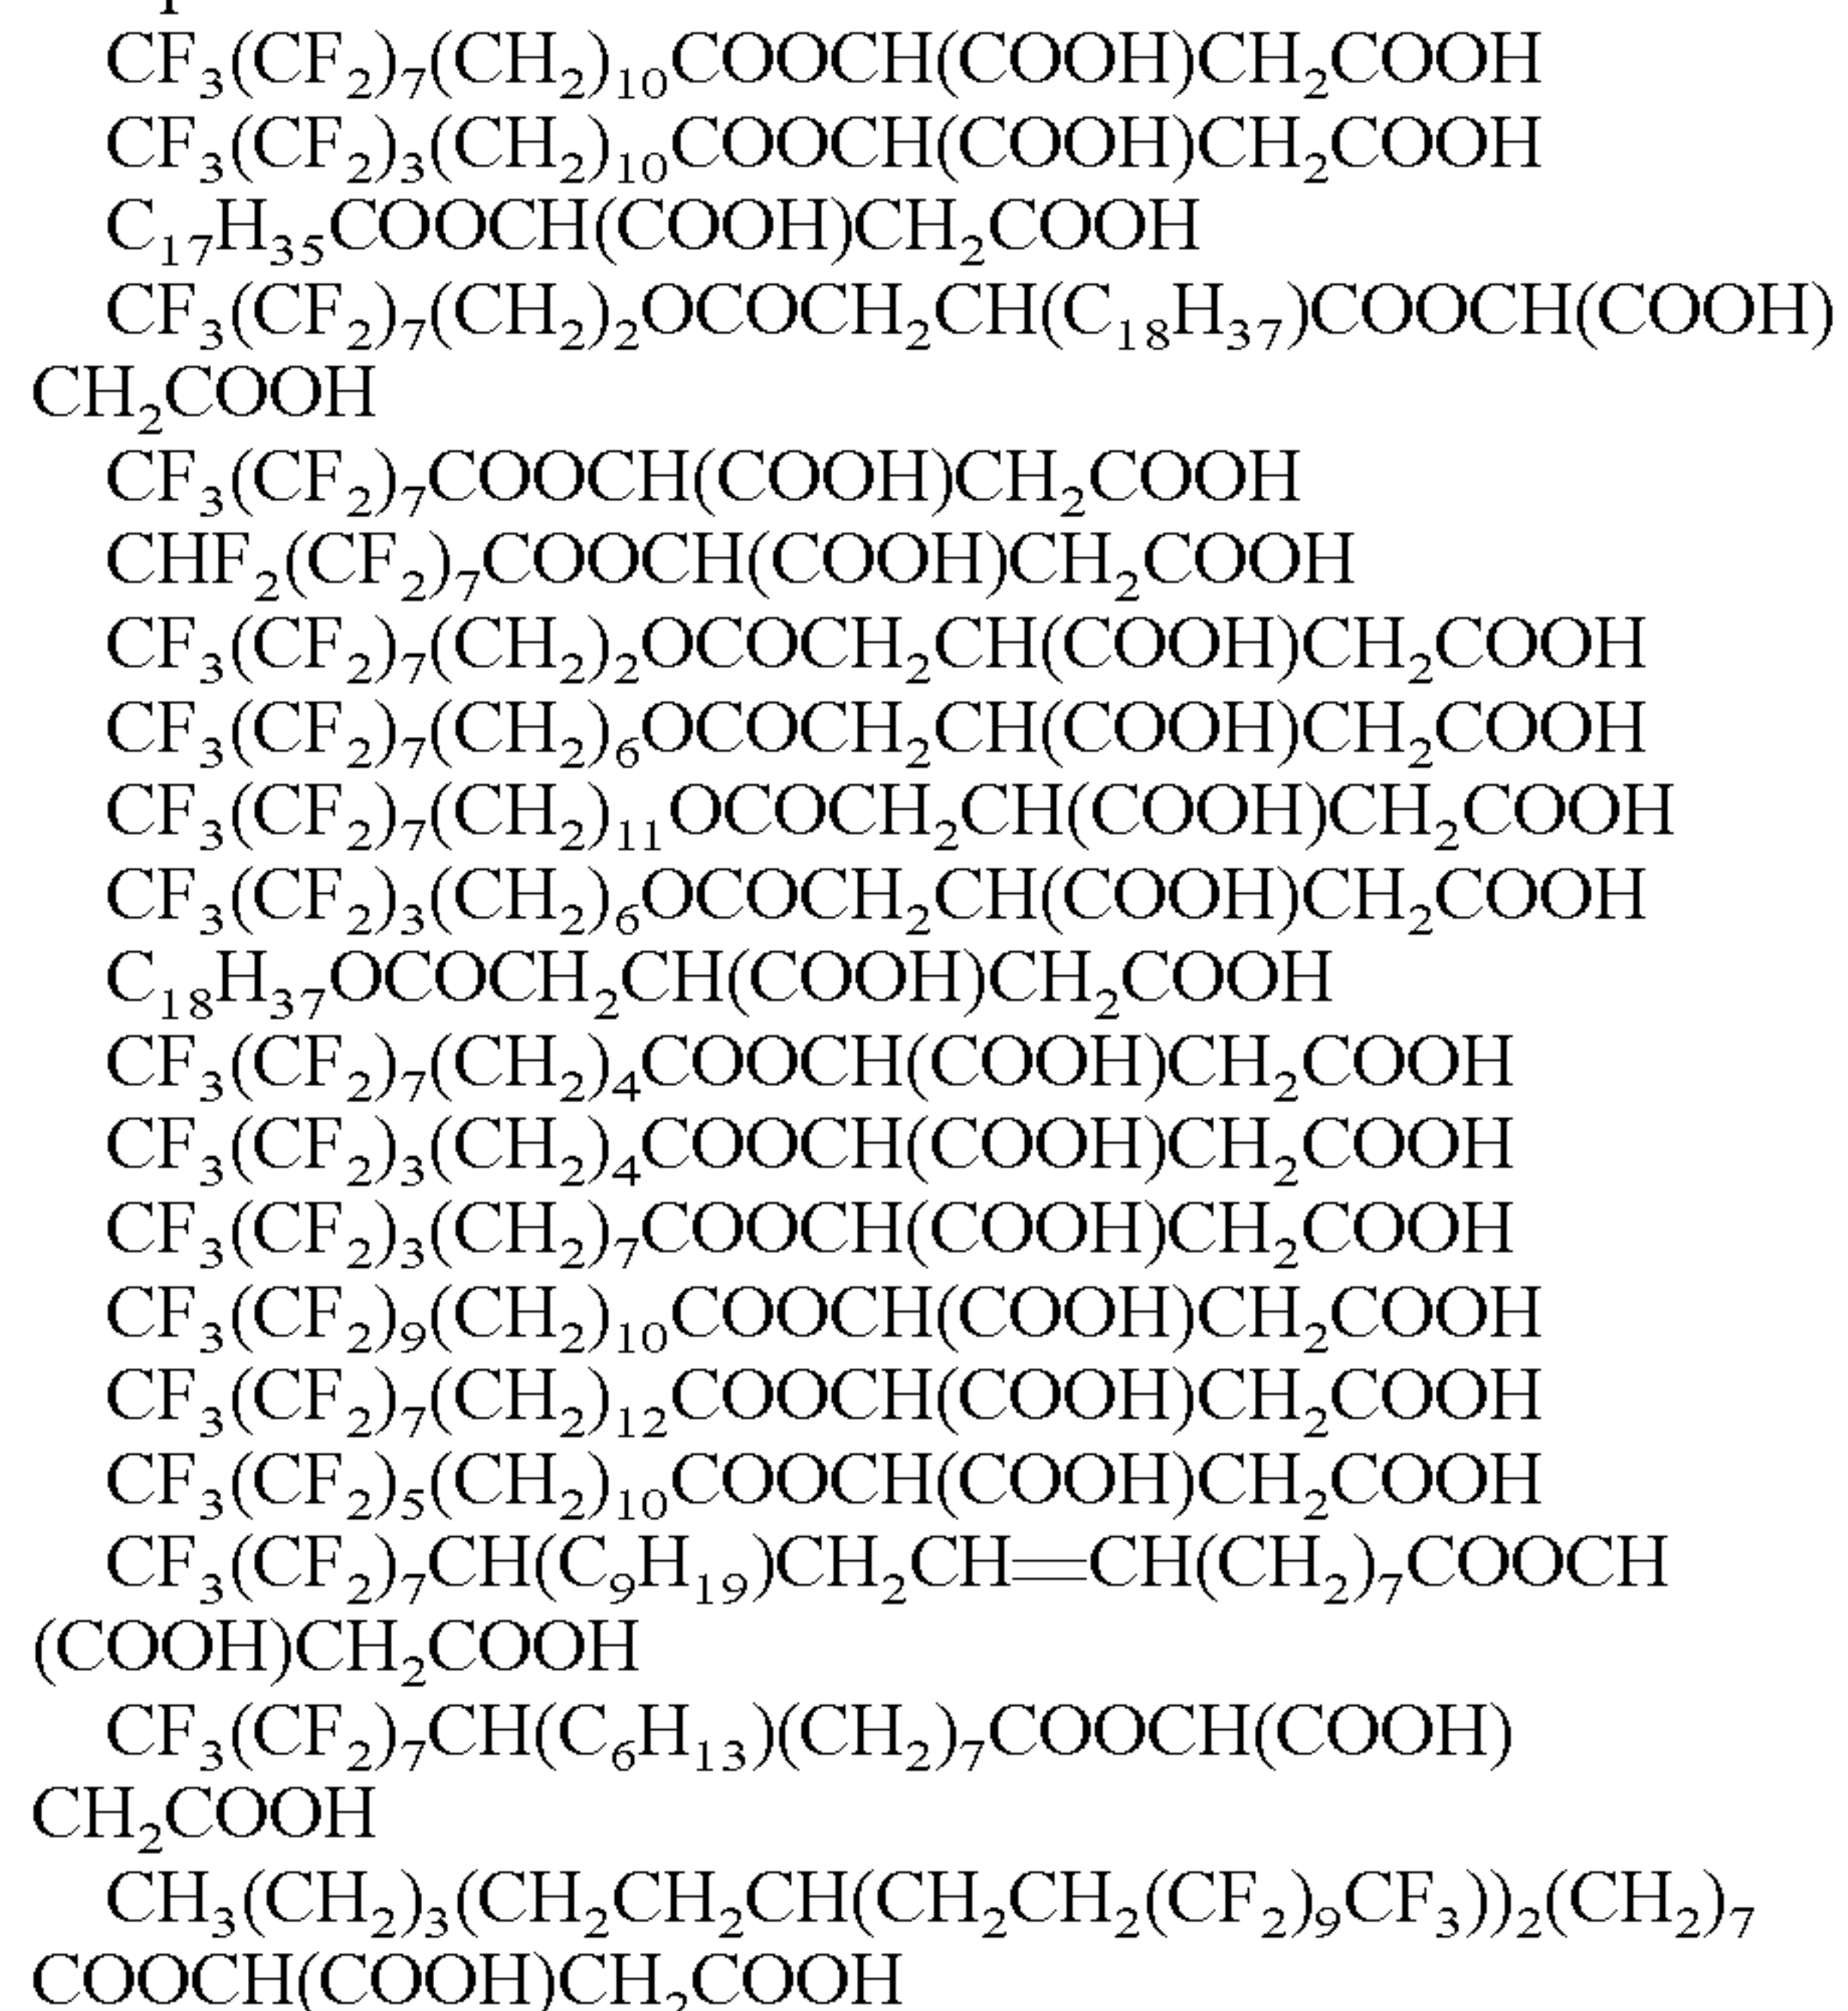 CF₃(CF₂)₇(CH₂)₁₀COOCH(COOH)CH₂COOH
CF₃(CF₂)₃(CH₂)₁₀COOCH(COOH)CH₂COOH
C₁₇H₃₅COOCH(COOH)CH₂COOH
CF₃(CF₂)₇(CH₂)₂OCOCH₂CH(C₁₈H₃₇)COOCH(COOH)
CH₂COOH
CF₃(CF₂)₇COOCH(COOH)CH₂COOH
CHF₂(CF₂)₇COOCH(COOH)CH₂COOH
CF₃(CF₂)₇(CH₂)₂OCOCH₂CH(COOH)CH₂COOH
CF₃(CF₂)₇(CH₂)₆OCOCH₂CH(COOH)CH₂COOH
CF₃(CF₂)₇(CH₂)₁₁OCOCH₂CH(COOH)CH₂COOH
CF₃(CF₂)₃(CH₂)₆OCOCH₂CH(COOH)CH₂COOH
C₁₈H₃₇OCOCH₂CH(COOH)CH₂COOH
CF₃(CF₂)₇(CH₂)₄COOCH(COOH)CH₂COOH
CF₃(CF₂)₃(CH₂)₄COOCH(COOH)CH₂COOH
CF₃(CF₂)₃(CH₂)₇COOCH(COOH)CH₂COOH
CF₃(CF₂)₉(CH₂)₁₀COOCH(COOH)CH₂COOH
CF₃(CF₂)₇(CH₂)₁₂COOCH(COOH)CH₂COOH
CF₃(CF₂)�5(CH₂)₁₀COOCH(COOH)CH₂COOH
CF₃(CF₂)₇CH(C₉H₁₉)CH₂CH═CH(CH₂)₇COOCH
(COOH)CH₂COOH
CF₃(CF₂)₇CH(C₆H₁₃)(CH₂)₇COOCH(COOH)
CH₂COOH
CH₃(CH₂)₃(CH₂CH₂CH(CH₂CH₂(CF₂)₉CF₃))₂(CH₂)₇
COOCH(COOH)CH₂COOH